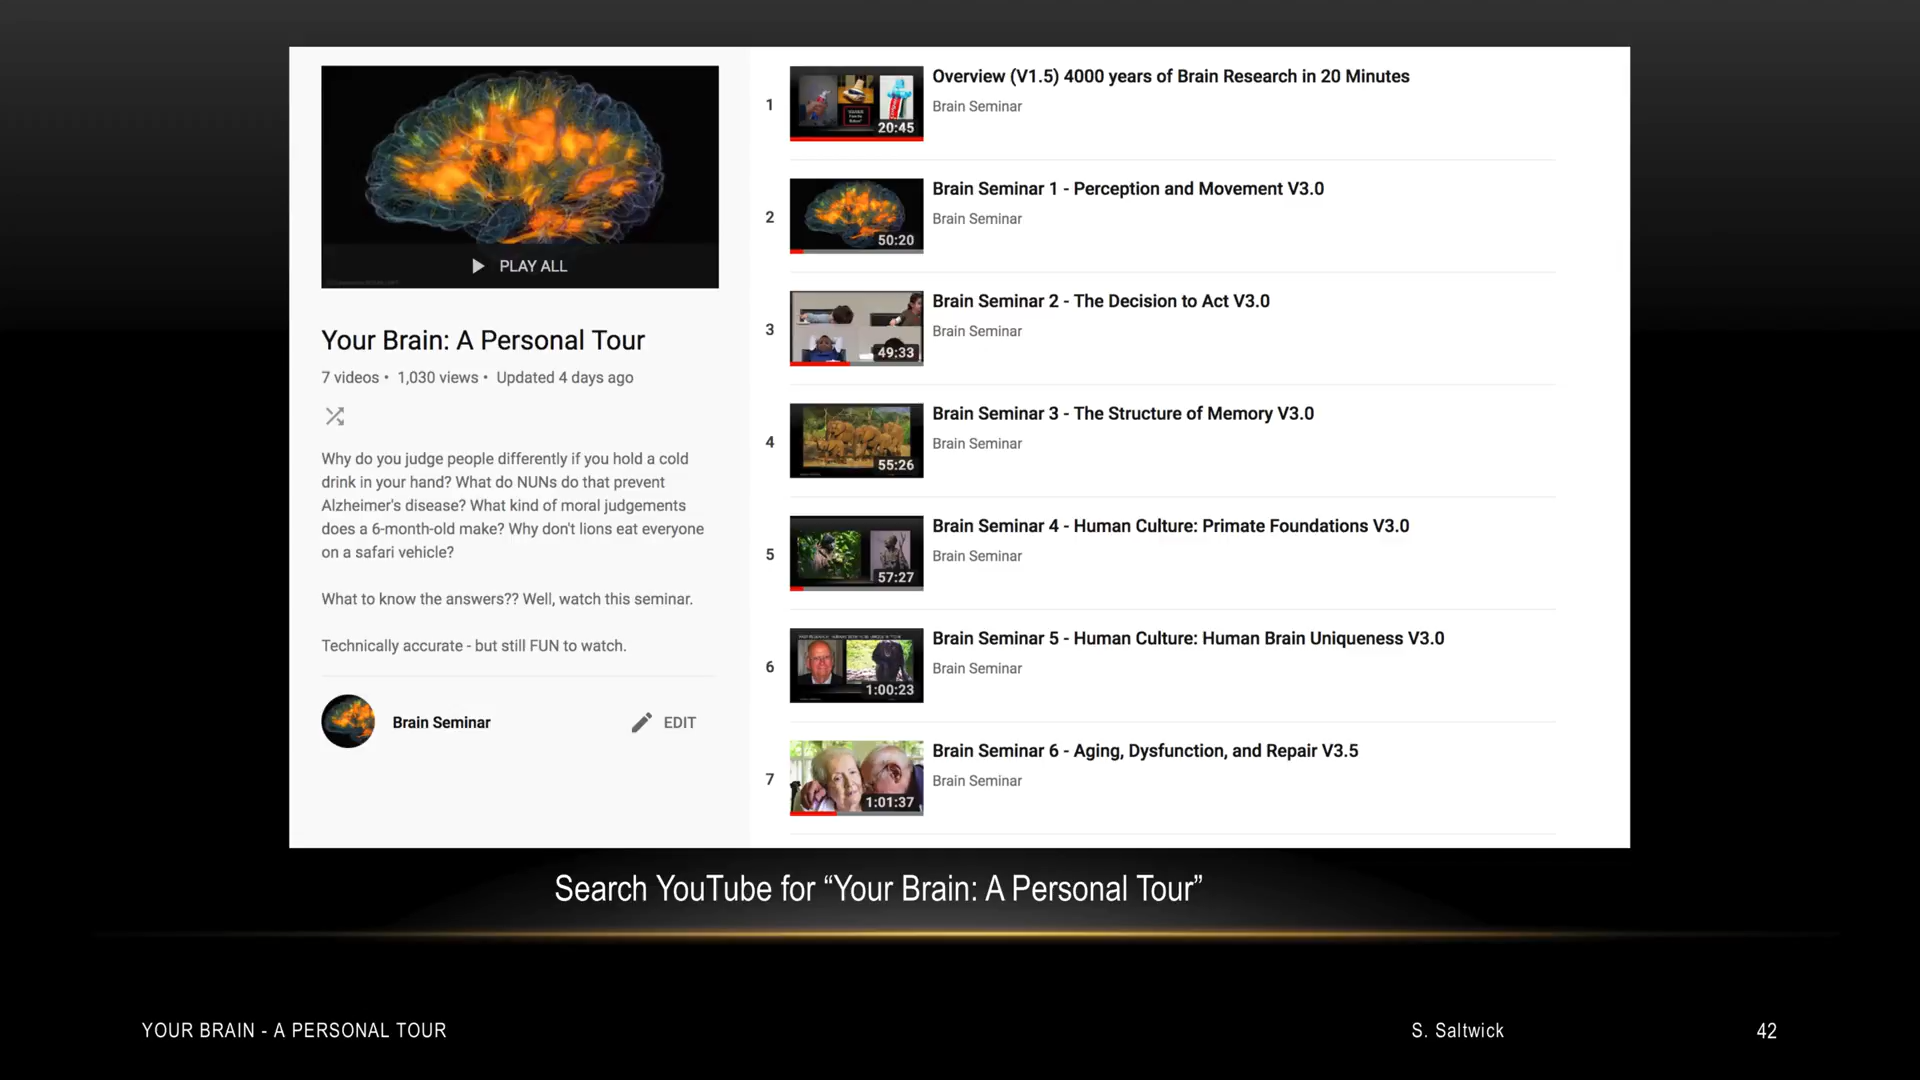 PLAY ALL
Your Brain: A Personal Tour
7 videos • 1,030 views • Updated 4 days ago
Why do you judge people differently if you hold a cold
drink in your hand? What do NUNs do that prevent
Alzheimer's disease? What kind of moral judgements
does a 6-month-old make? Why don't lions eat everyone
on a safari vehicle?
What to know the answers?? Well, watch this seminar.
Technically accurate - but still FUN to watch.
Brain Seminar
EDIT
1
20:45
Overview (V1.5) 4000 years of Brain Research in 20 Minutes
Brain Seminar
2
50:20
Brain Seminar 1 - Perception and Movement V3.0
Brain Seminar
3
49:33
Brain Seminar 2 - The Decision to Act V3.0
Brain Seminar
4
55:26
Brain Seminar 3 - The Structure of Memory V3.0
Brain Seminar
5
57:27
Brain Seminar 4 - Human Culture: Primate Foundations V3.0
Brain Seminar
6
1:00:23
Brain Seminar 5 - Human Culture: Human Brain Uniqueness V3.0
Brain Seminar
7
1:01:37
Brain Seminar 6 - Aging, Dysfunction, and Repair V3.5
Brain Seminar
Search YouTube for “Your Brain: A Personal Tour”
YOUR BRAIN - A PERSONAL TOUR
S. Saltwick
42